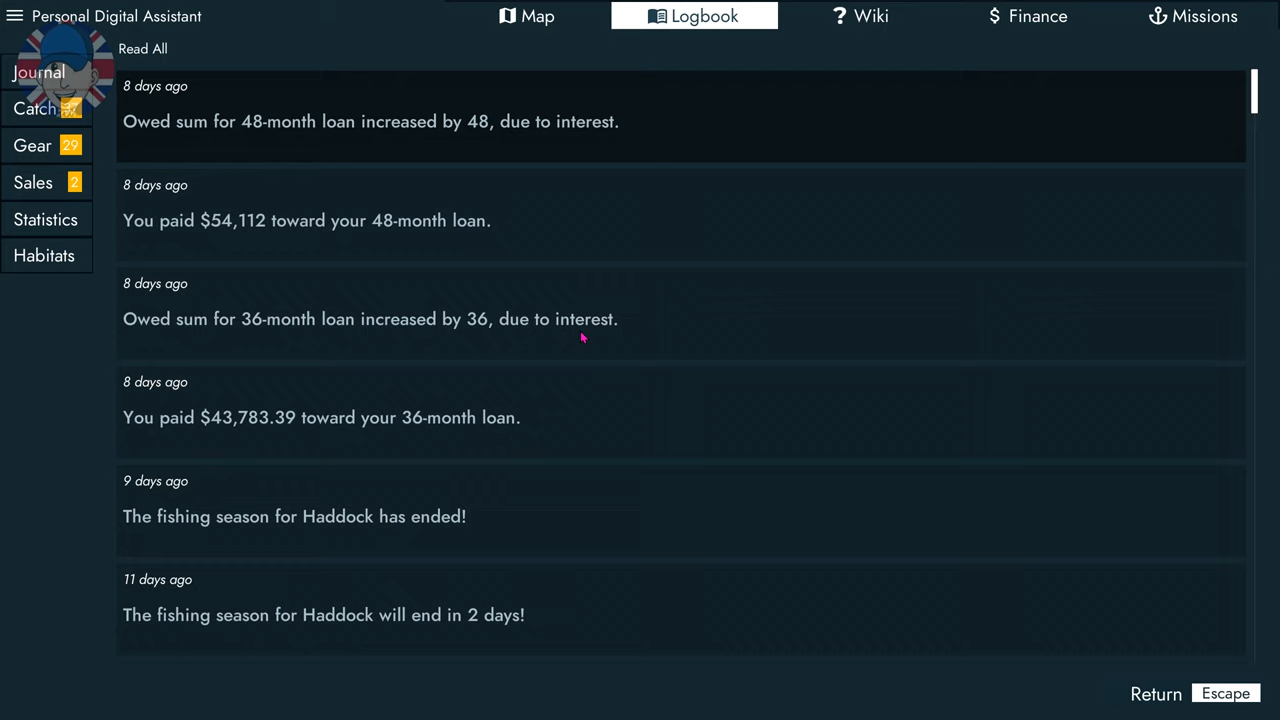 Personal Digital Assistant
Map
Logbook
? Wiki
$ Finance
Missions
Read All
Journal
Catch 37
Gear 29
Sales 2
Statistics
Habitats
8 days ago
Owed sum for 48-month loan increased by 48, due to interest.
8 days ago
You paid $54,112 toward your 48-month loan.
8 days ago
Owed sum for 36-month loan increased by 36, due to interest.
8 days ago
You paid $43,783.39 toward your 36-month loan.
9 days ago
The fishing season for Haddock has ended!
11 days ago
The fishing season for Haddock will end in 2 days!
Return Escape